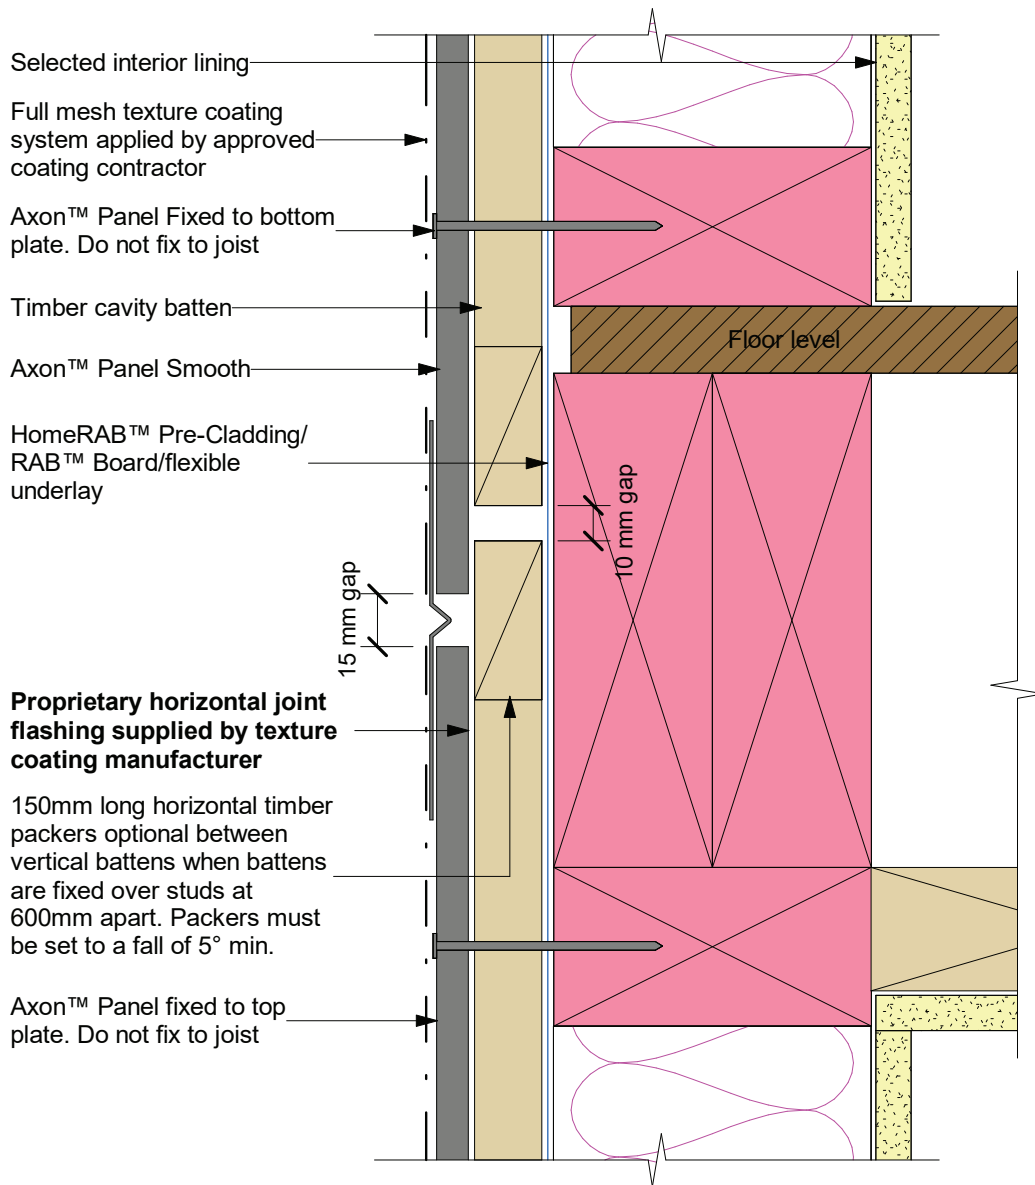 Selected interior lining
Full mesh texture coating
system applied by approved
coating contractor
Axon™ Panel Fixed to bottom
plate. Do not fix to joist
Timber cavity batten
Floor level
Axon™ Panel Smooth
HomeRAB™ Pre-Cladding/
RAB™ Board/flexible
underlay
10 mm gap
15 mm gap
Proprietary horizontal joint
flashing supplied by texture
coating manufacturer
150mm long horizontal timber
packers optional between
vertical battens when battens
are fixed over studs at
600mm apart. Packers must
be set to a fall of 5° min.
Axon™ Panel fixed to top
plate. Do not fix to joist